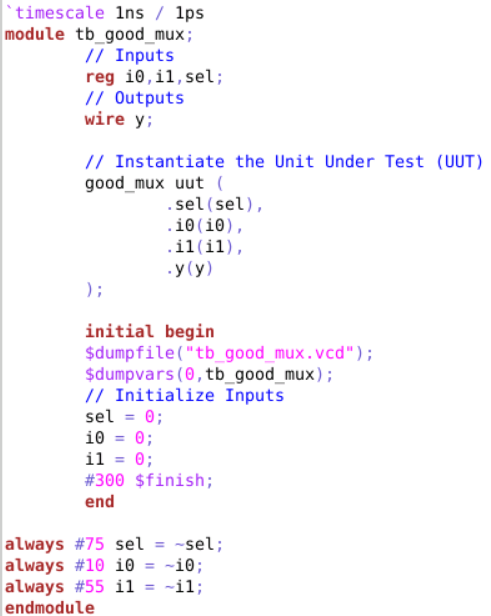 `timescale 1ns / 1ps
module tb_good_mux;
        // Inputs
        reg i0,i1,sel;
        // Outputs
        wire y;

        // Instantiate the Unit Under Test (UUT)
        good_mux uut (
                .sel(sel),
                .i0(i0),
                .i1(i1),
                .y(y)
        );

        initial begin
        $dumpfile("tb_good_mux.vcd");
        $dumpvars(0,tb_good_mux);
        // Initialize Inputs
        sel = 0;
        i0 = 0;
        i1 = 0;
        #300 $finish;
        end

always #75 sel = ~sel;
always #10 i0 = ~i0;
always #55 i1 = ~i1;
endmodule